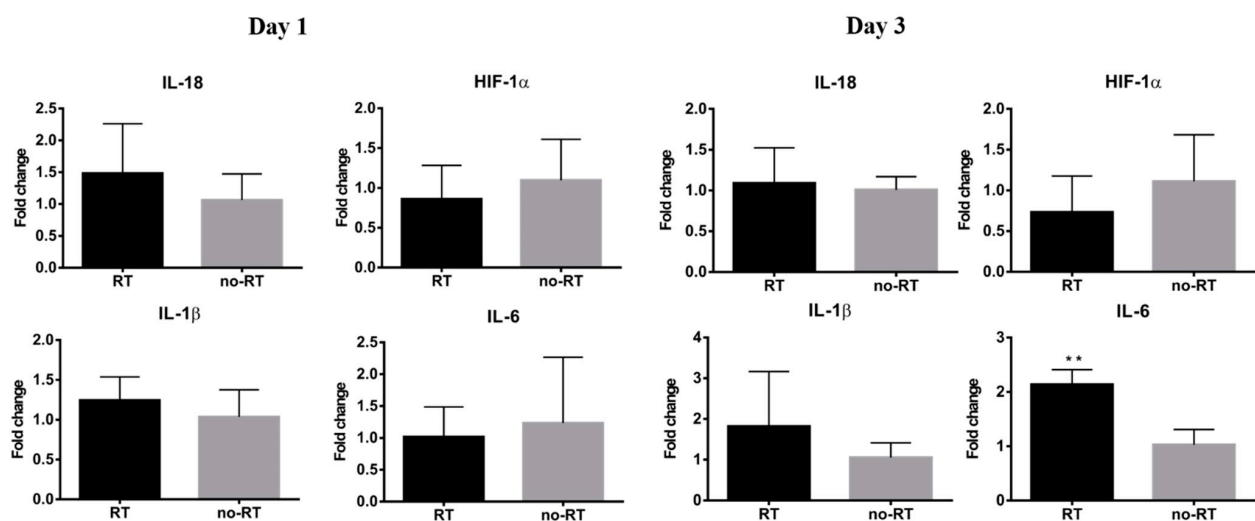 Day 1
Day 3
IL-18
Fold change
2.5
2.0
1.5
1.0
0.5
0.0
RT
no-RT
HIF-1α
Fold change
2.0
1.5
1.0
0.5
0.0
RT
no-RT
IL-18
Fold change
2.0
1.5
1.0
0.5
0.0
RT
no-RT
HIF-1α
Fold change
2.0
1.5
1.0
0.5
0.0
RT
no-RT
IL-1β
Fold change
2.0
1.5
1.0
0.5
0.0
RT
no-RT
IL-6
Fold change
2.5
2.0
1.5
1.0
0.5
0.0
RT
no-RT
IL-1β
Fold change
4
3
2
1
0
RT
no-RT
IL-6
Fold change
3
2
1
0
**
RT
no-RT